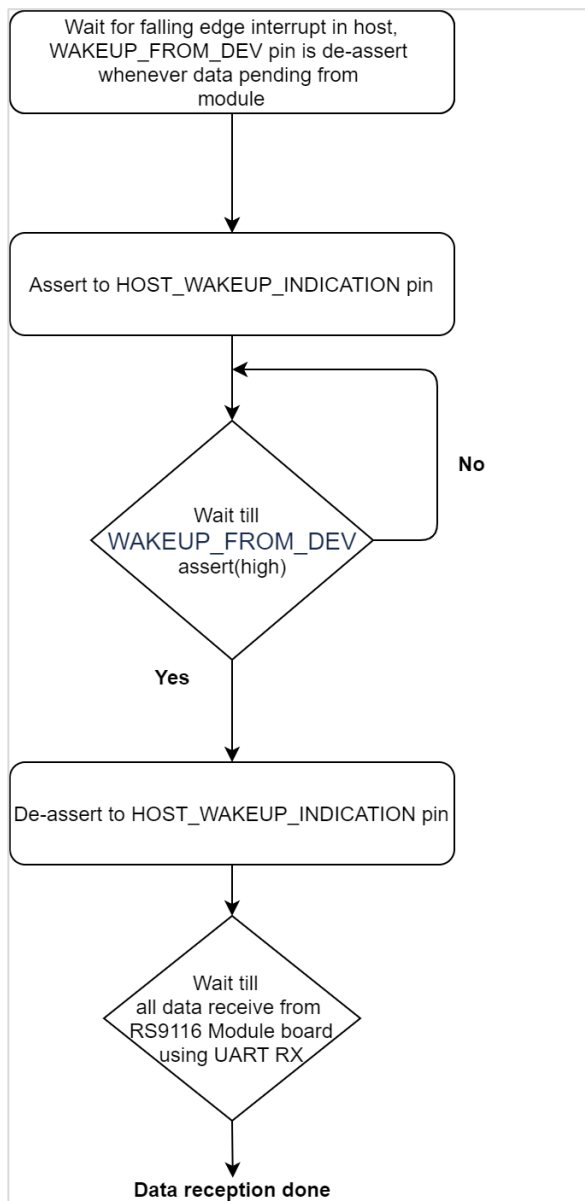 Wait for falling edge interrupt in host,
WAKEUP_FROM_DEV pin is de-assert
whenever data pending from
module
Assert to HOST_WAKEUP_INDICATION pin
No
Wait till
WAKEUP_FROM_DEV
assert(high)
Yes
De-assert to HOST_WAKEUP_INDICATION pin
Wait till
all data receive from
RS9116 Module board
using UART RX
Data reception done